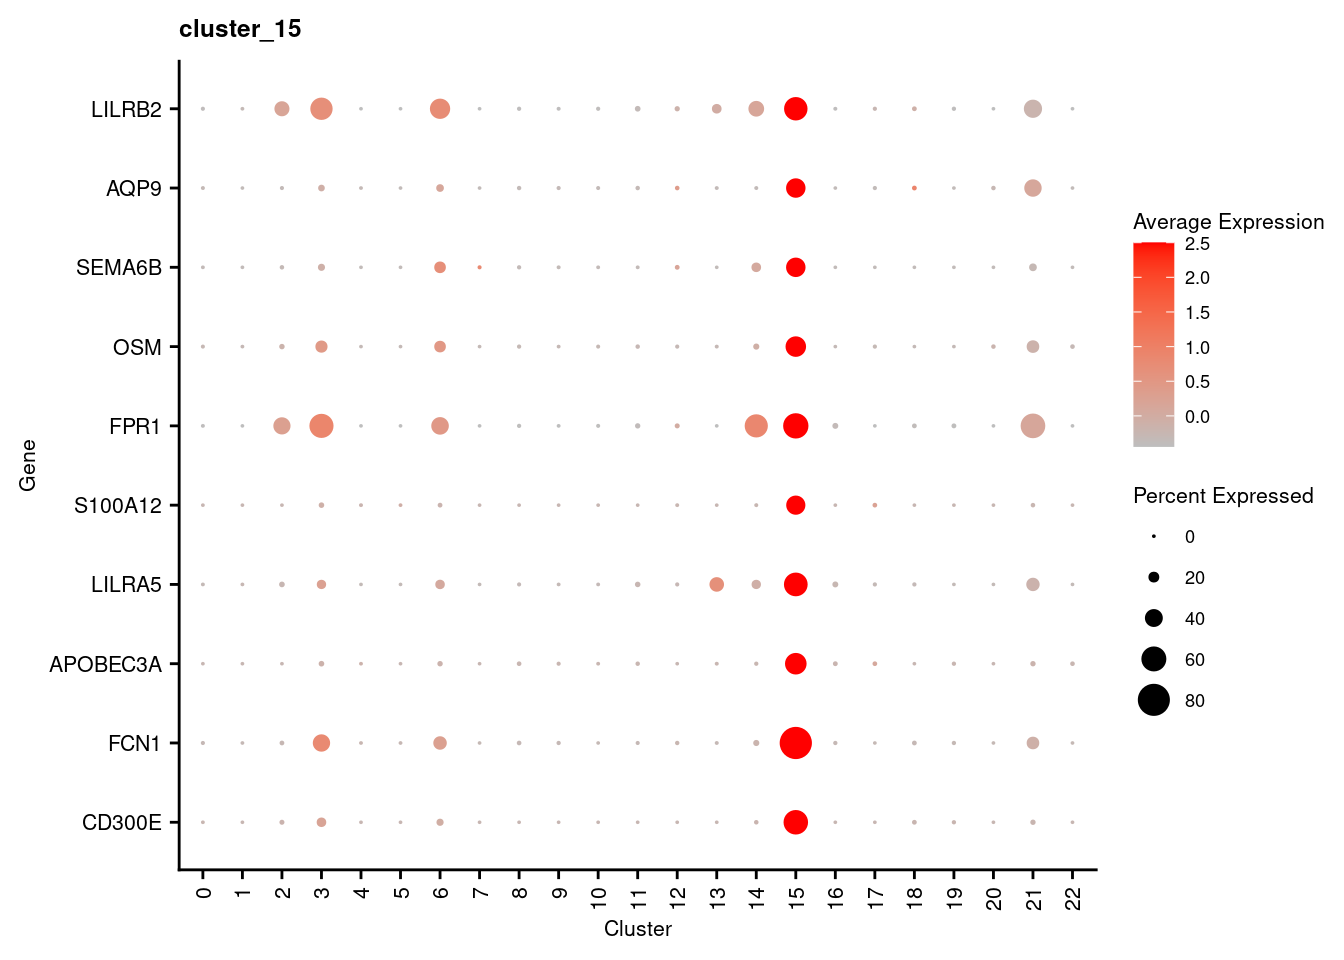 cluster_15
LILRB2
AQP9
SEMA6B
OSM
FPR1
S100A12
LILRA5
APOBEC3A
FCN1
CD300E
Gene
0 1 2 3 4 5 6 7 8 9 10 11 12 13 14 15 16 17 18 19 20 21 22
Cluster
Average Expression
2.5
2.0
1.5
1.0
0.5
0.0
Percent Expressed
0
20
40
60
80